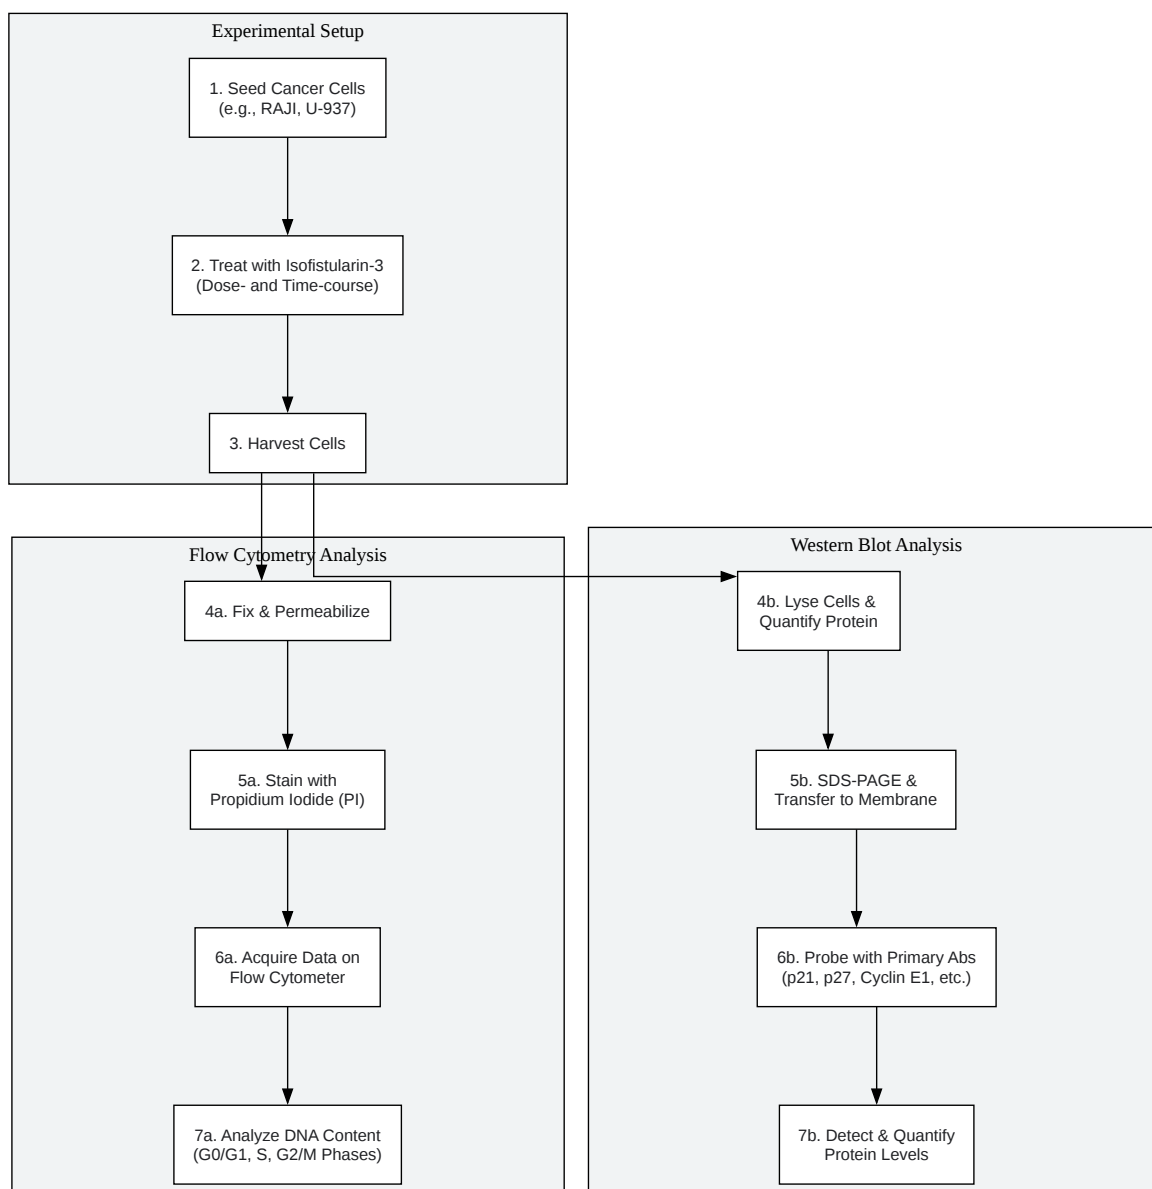 Experimental Setup
1. Seed Cancer Cells
(e.g., RAJI, U-937)
2. Treat with Isofistularin-3
(Dose- and Time-course)
3. Harvest Cells
Flow Cytometry Analysis
4a. Fix & Permeabilize
5a. Stain with
Propidium Iodide (PI)
6a. Acquire Data on
Flow Cytometer
7a. Analyze DNA Content
(G0/G1, S, G2/M Phases)
Western Blot Analysis
4b. Lyse Cells &
Quantify Protein
5b. SDS-PAGE &
Transfer to Membrane
6b. Probe with Primary Abs
(p21, p27, Cyclin E1, etc.)
7b. Detect & Quantify
Protein Levels